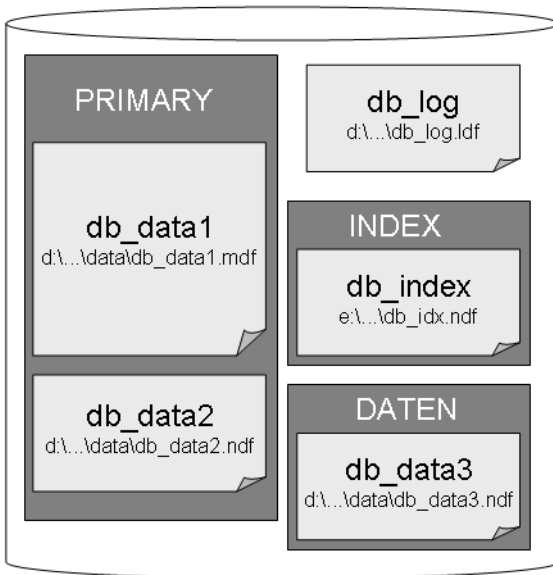 PRIMARY
db_data1
d:\...\data\db_data1.mdf
db_data2
d:\...\data\db_data2.ndf
db_log
d:\...\db_log.ldf
INDEX
db_index
e:\...\db_idx.ndf
DATEN
db_data3
d:\...\data\db_data3.ndf